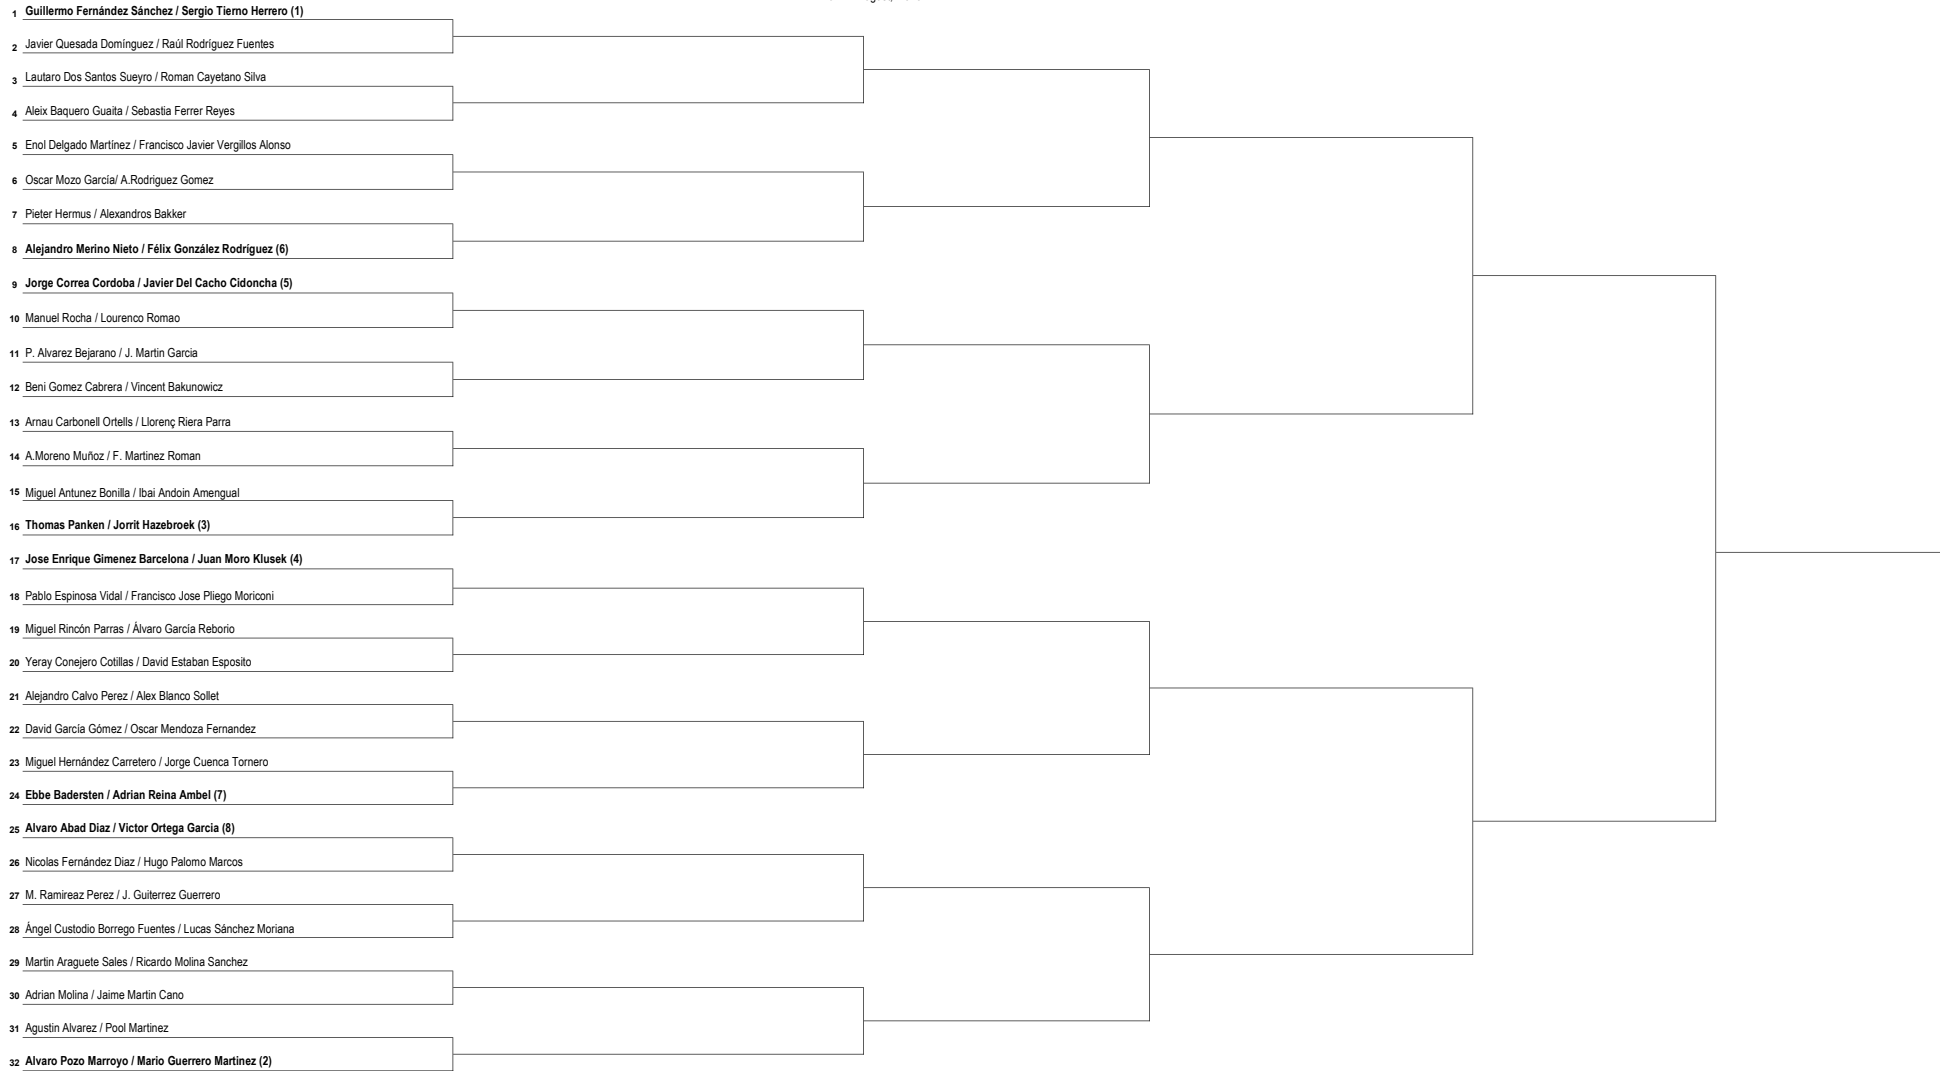 1 Guillermo Fernández Sánchez / Sergio Tierno Herrero (1)
2 Javier Quesada Domínguez / Raúl Rodríguez Fuentes
3 Lautaro Dos Santos Sueyro / Roman Cayetano Silva
4 Aleix Baquero Guaita / Sebastia Ferrer Reyes
5 Enol Delgado Martínez / Francisco Javier Vergillos Alonso
6 Oscar Mozo García/ A.Rodriguez Gomez
7 Pieter Hermus / Alexandros Bakker
8 Alejandro Merino Nieto / Félix González Rodríguez (6)
9 Jorge Correa Cordoba / Javier Del Cacho Cidoncha (5)
10 Manuel Rocha / Lourenco Romao
11 P. Alvarez Bejarano / J. Martin Garcia
12 Beni Gomez Cabrera / Vincent Bakunowicz
13 Arnau Carbonell Ortells / Llorenç Riera Parra
14 A.Moreno Muñoz / F. Martinez Roman
15 Miguel Antunez Bonilla / Ibai Andoin Amengual
16 Thomas Panken / Jorrit Hazebroek (3)
17 Jose Enrique Gimenez Barcelona / Juan Moro Klusek (4)
18 Pablo Espinosa Vidal / Francisco Jose Pliego Moriconi
19 Miguel Rincón Parras / Álvaro García Reborio
20 Yeray Conejero Cotillas / David Estaban Esposito
21 Alejandro Calvo Perez / Alex Blanco Sollet
22 David García Gómez / Oscar Mendoza Fernandez
23 Miguel Hernández Carretero / Jorge Cuenca Tornero
24 Ebbe Badersten / Adrian Reina Ambel (7)
25 Alvaro Abad Diaz / Victor Ortega Garcia (8)
26 Nicolas Fernández Diaz / Hugo Palomo Marcos
27 M. Ramireaz Perez / J. Guiterrez Guerrero
28 Ángel Custodio Borrego Fuentes / Lucas Sánchez Moriana
29 Martin Araguete Sales / Ricardo Molina Sanchez
30 Adrian Molina / Jaime Martin Cano
31 Agustin Alvarez / Pool Martinez
32 Alvaro Pozo Marroyo / Mario Guerrero Martinez (2)